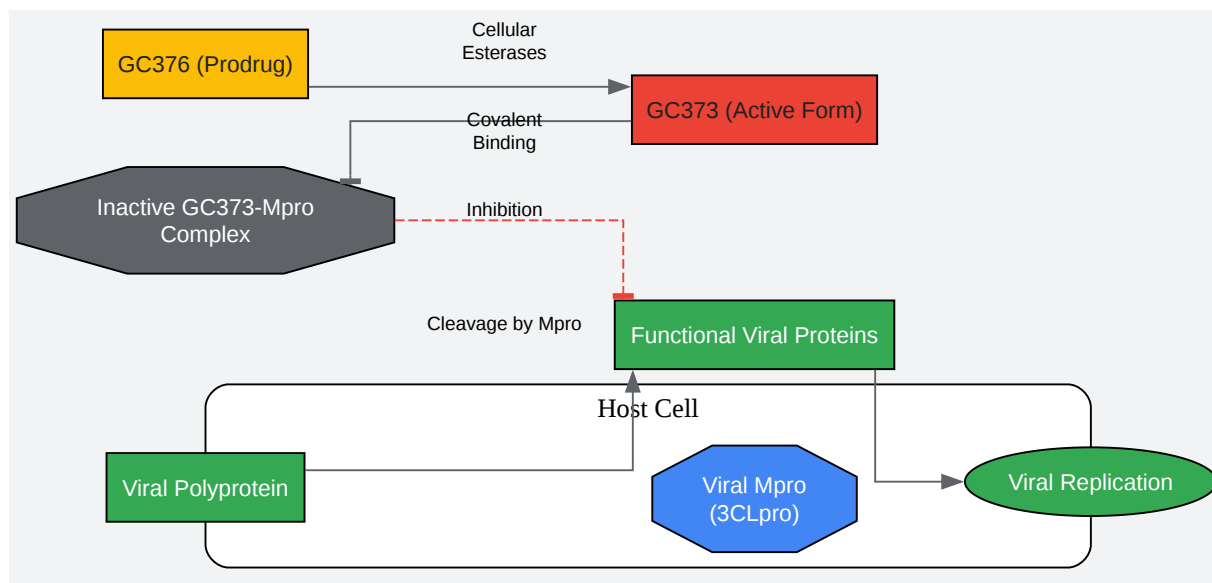 Cellular
Esterases
GC376 (Prodrug)
GC373 (Active Form)
Covalent
Binding
Inactive GC373-Mpro
Complex
Inhibition
Cleavage by Mpro
Functional Viral Proteins
Host Cell
Viral Polyprotein
Viral Mpro
(3CLpro)
Viral Replication